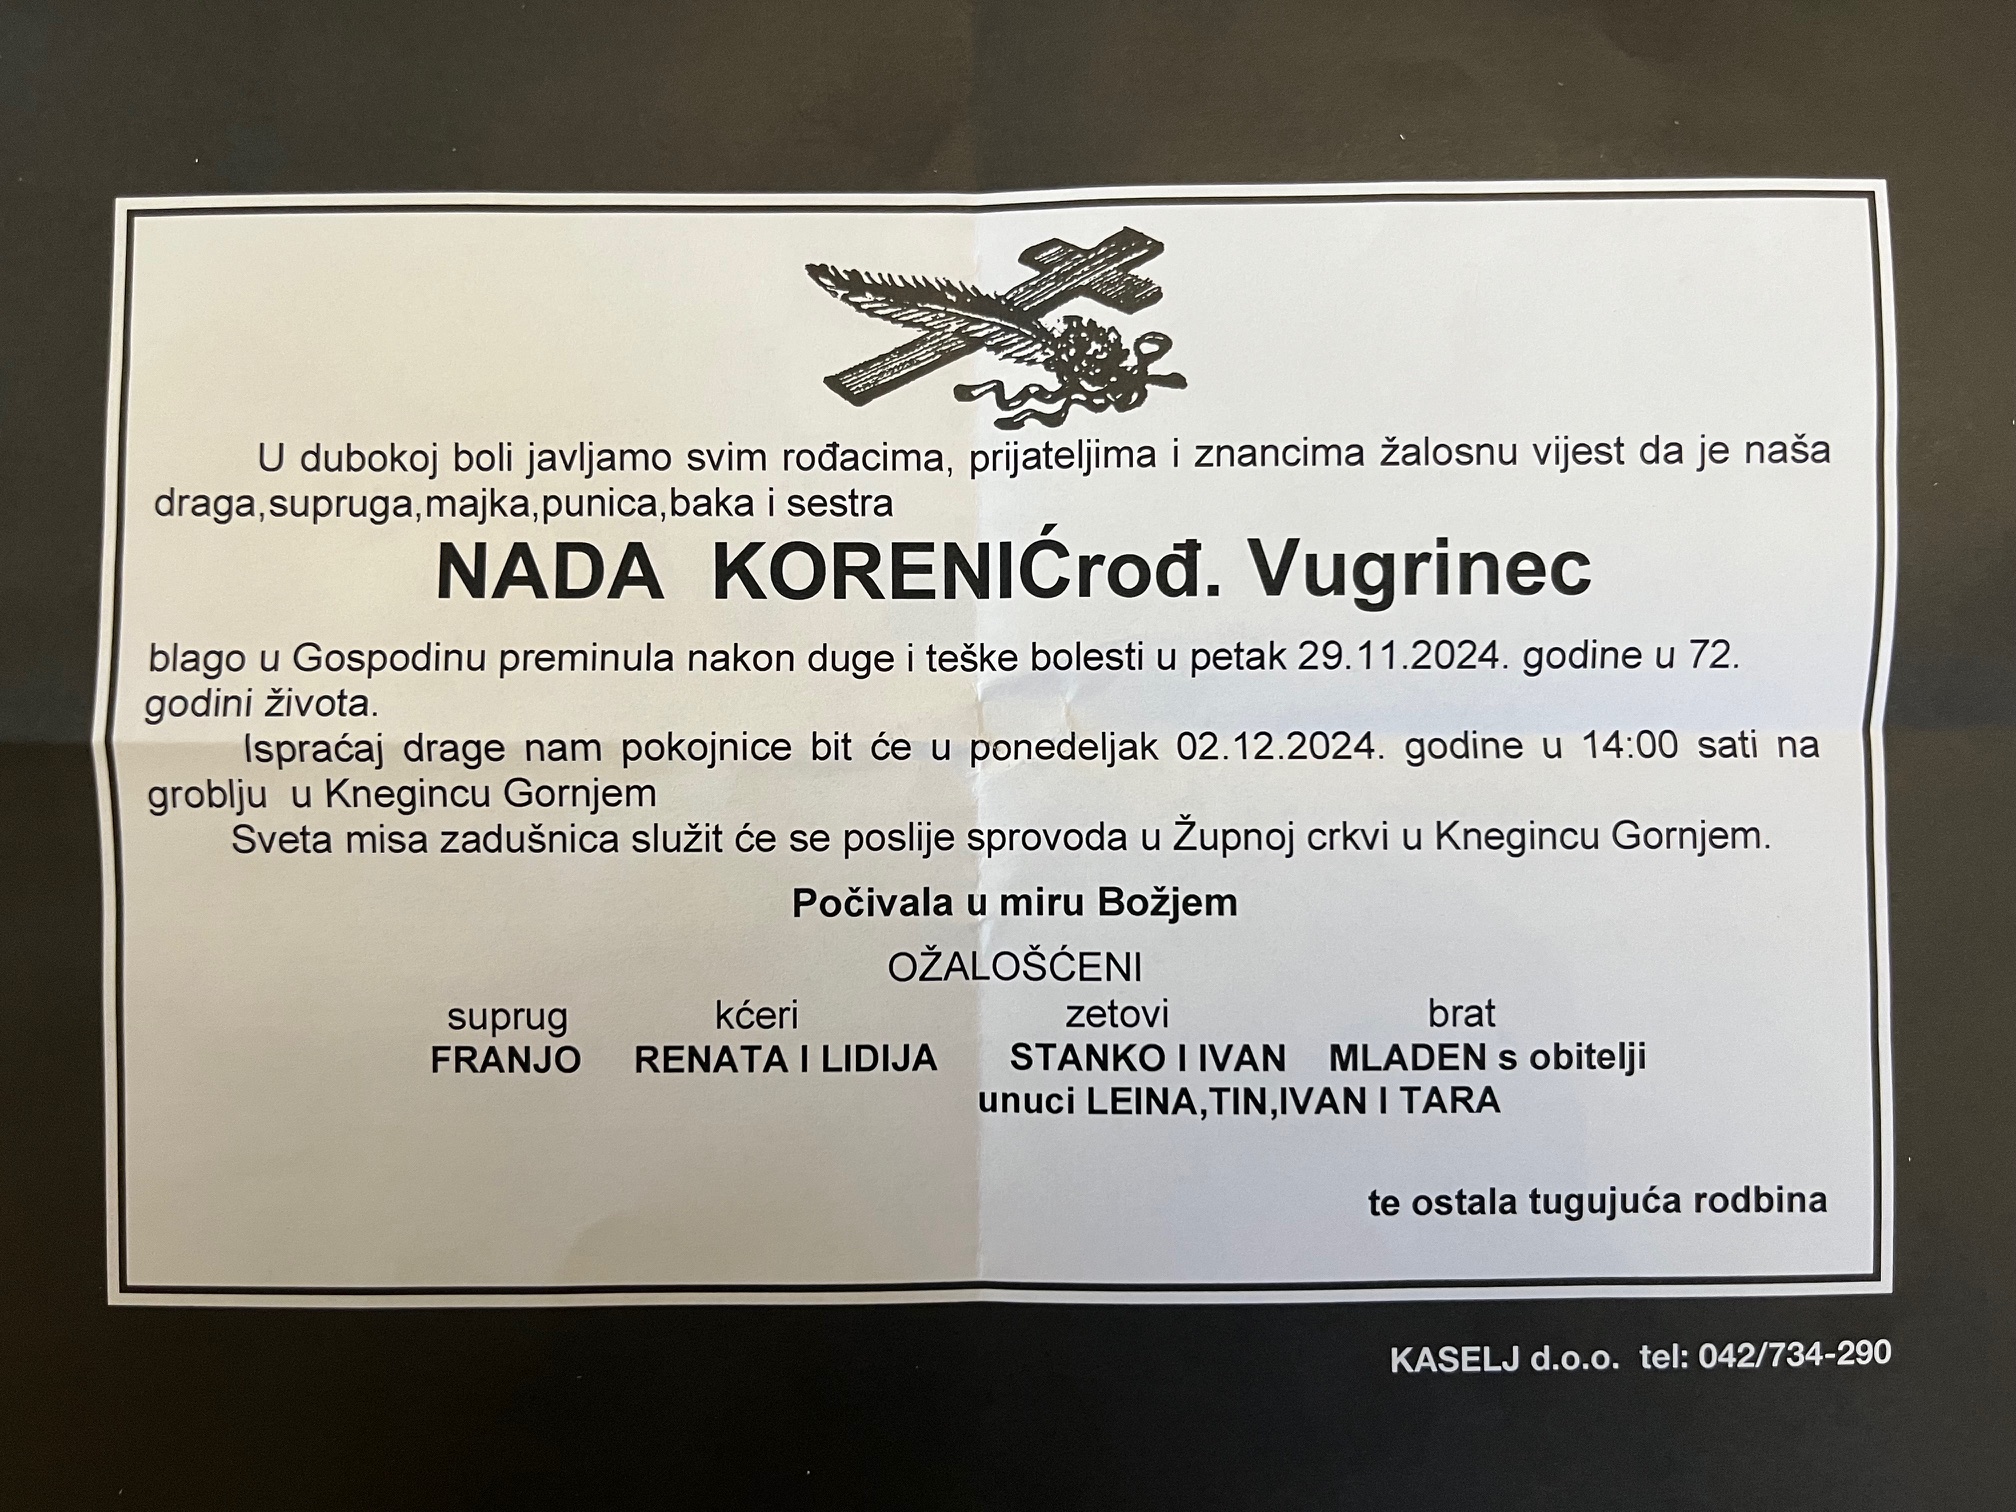 U dubokoj boli javljamo svim rođacima, prijateljima i znancima žalosnu vijest da je naša
draga,supruga,majka,punica,baka i sestra
NADA KORENIĆrođ. Vugrinec
blago u Gospodinu preminula nakon duge i teške bolesti u petak 29.11.2024. godine u 72.
godini života.
Ispraćaj drage nam pokojnice bit će u ponedeljak 02.12.2024. godine u 14:00 sati na
groblju u Knegincu Gornjem
Sveta misa zadušnica služit će se poslije sprovoda u Župnoj crkvi u Knegincu Gornjem.
Počivala u miru Božjem
OŽALOŠĆENI
suprug kćeri zetovi brat
FRANJO RENATA I LIDIJA STANKO I IVAN MLADEN s obitelji
unuci LEINA,TIN,IVAN I TARA
te ostala tugujuća rodbina
KASELJ d.o.o. tel: 042/734-290